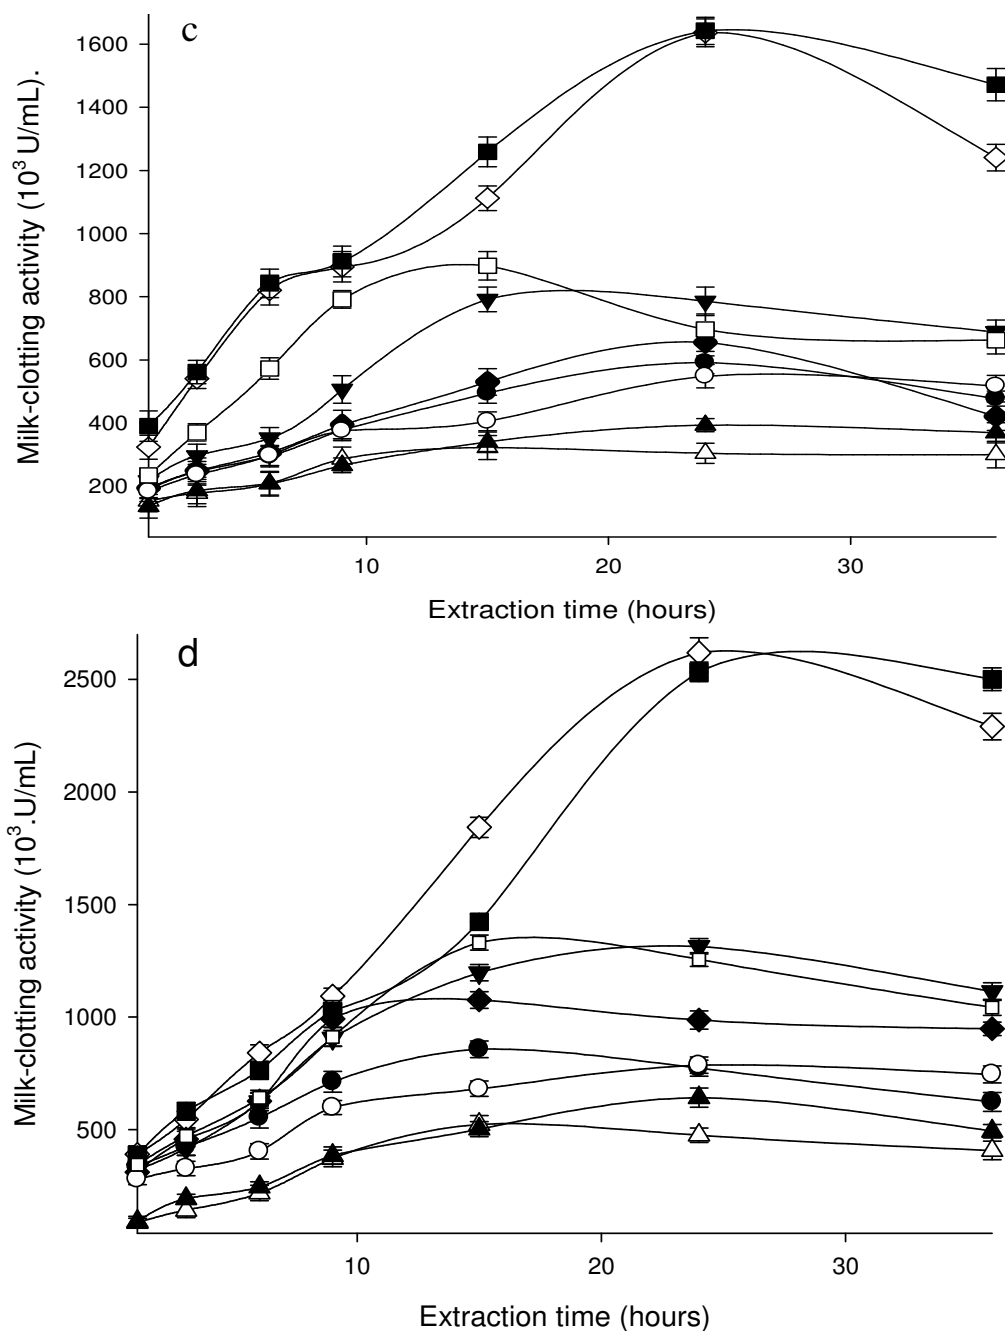 c
1600
1400
1200
1000
800
600
400
200
Milk-clotting activity (10³ U/mL).
10 20 30
Extraction time (hours)
d
2500
2000
1500
1000
500
Milk-clotting activity (10³.U/mL)
10 20 30
Extraction time (hours)